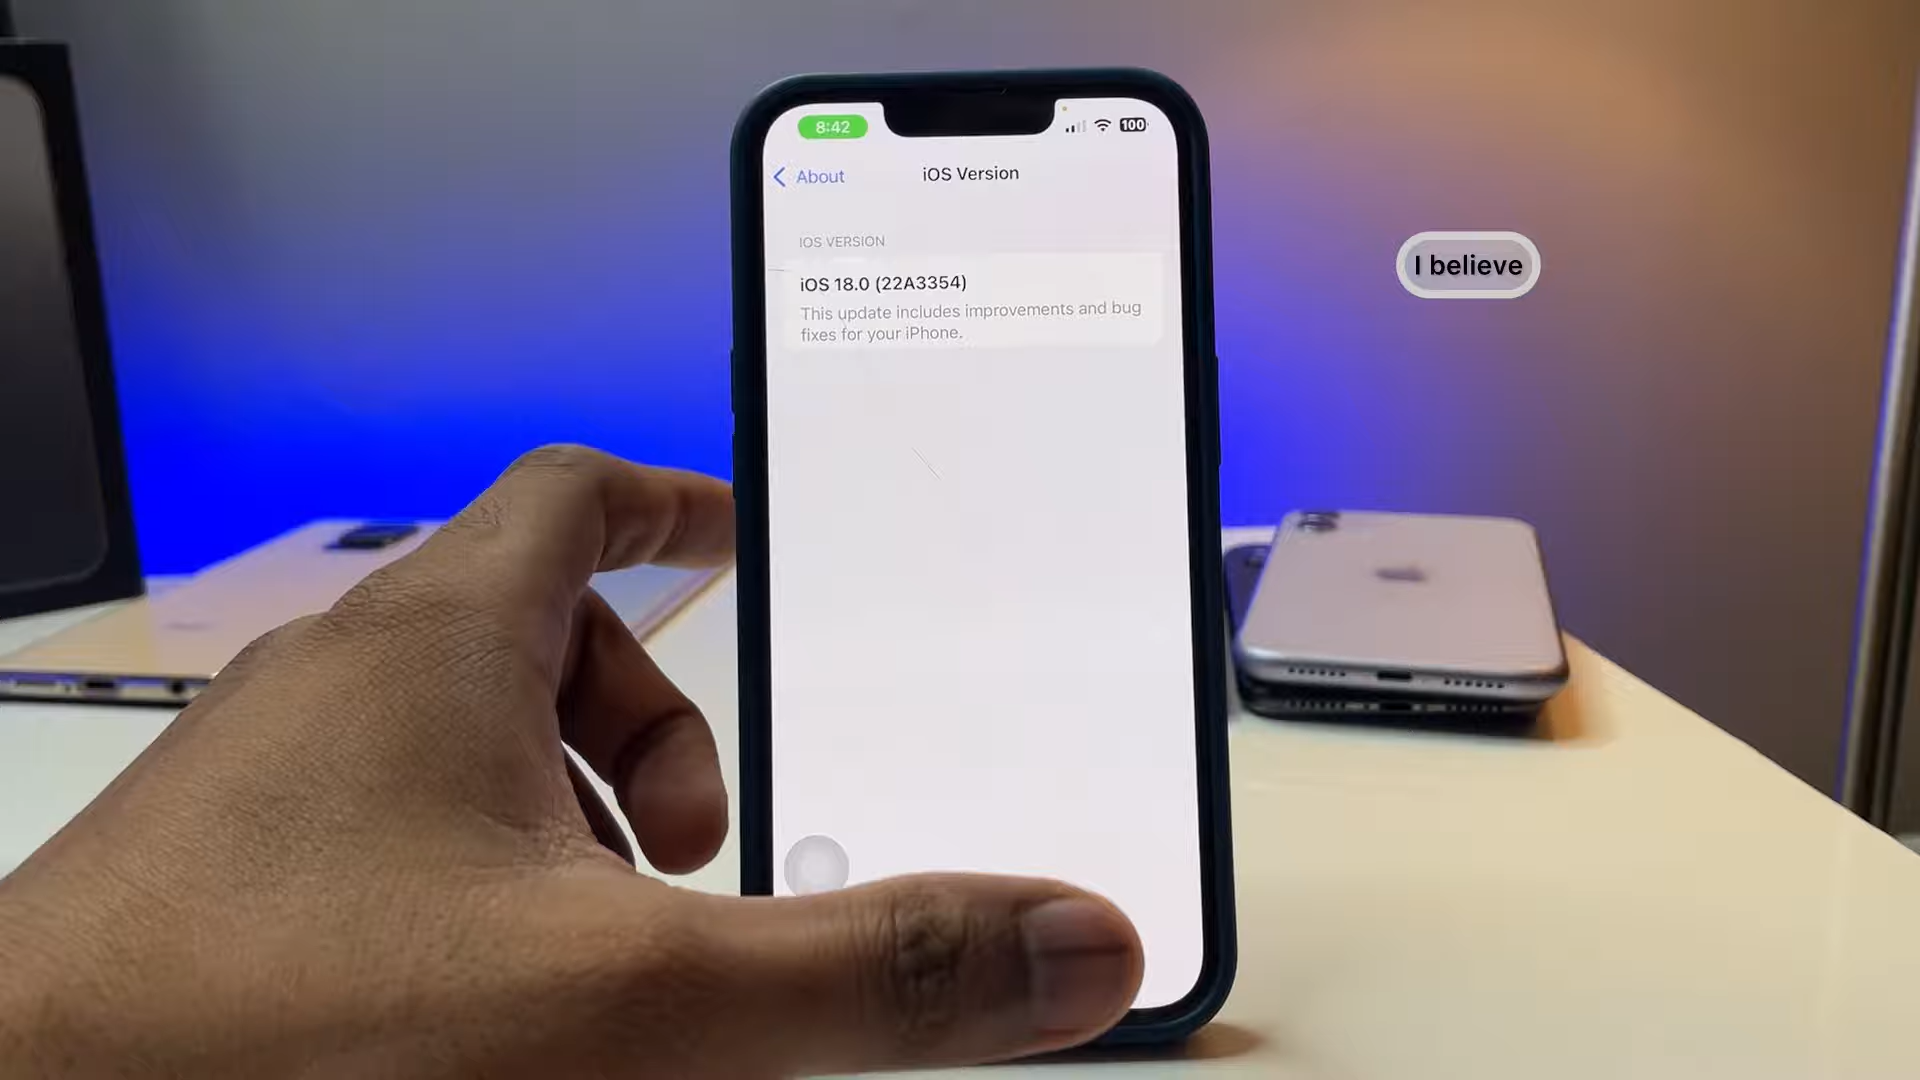 8:42
100
About
iOS Version
IOS VERSION
iOS 18.0 (22A3354)
This update includes improvements and bug
fixes for your iPhone.
I believe